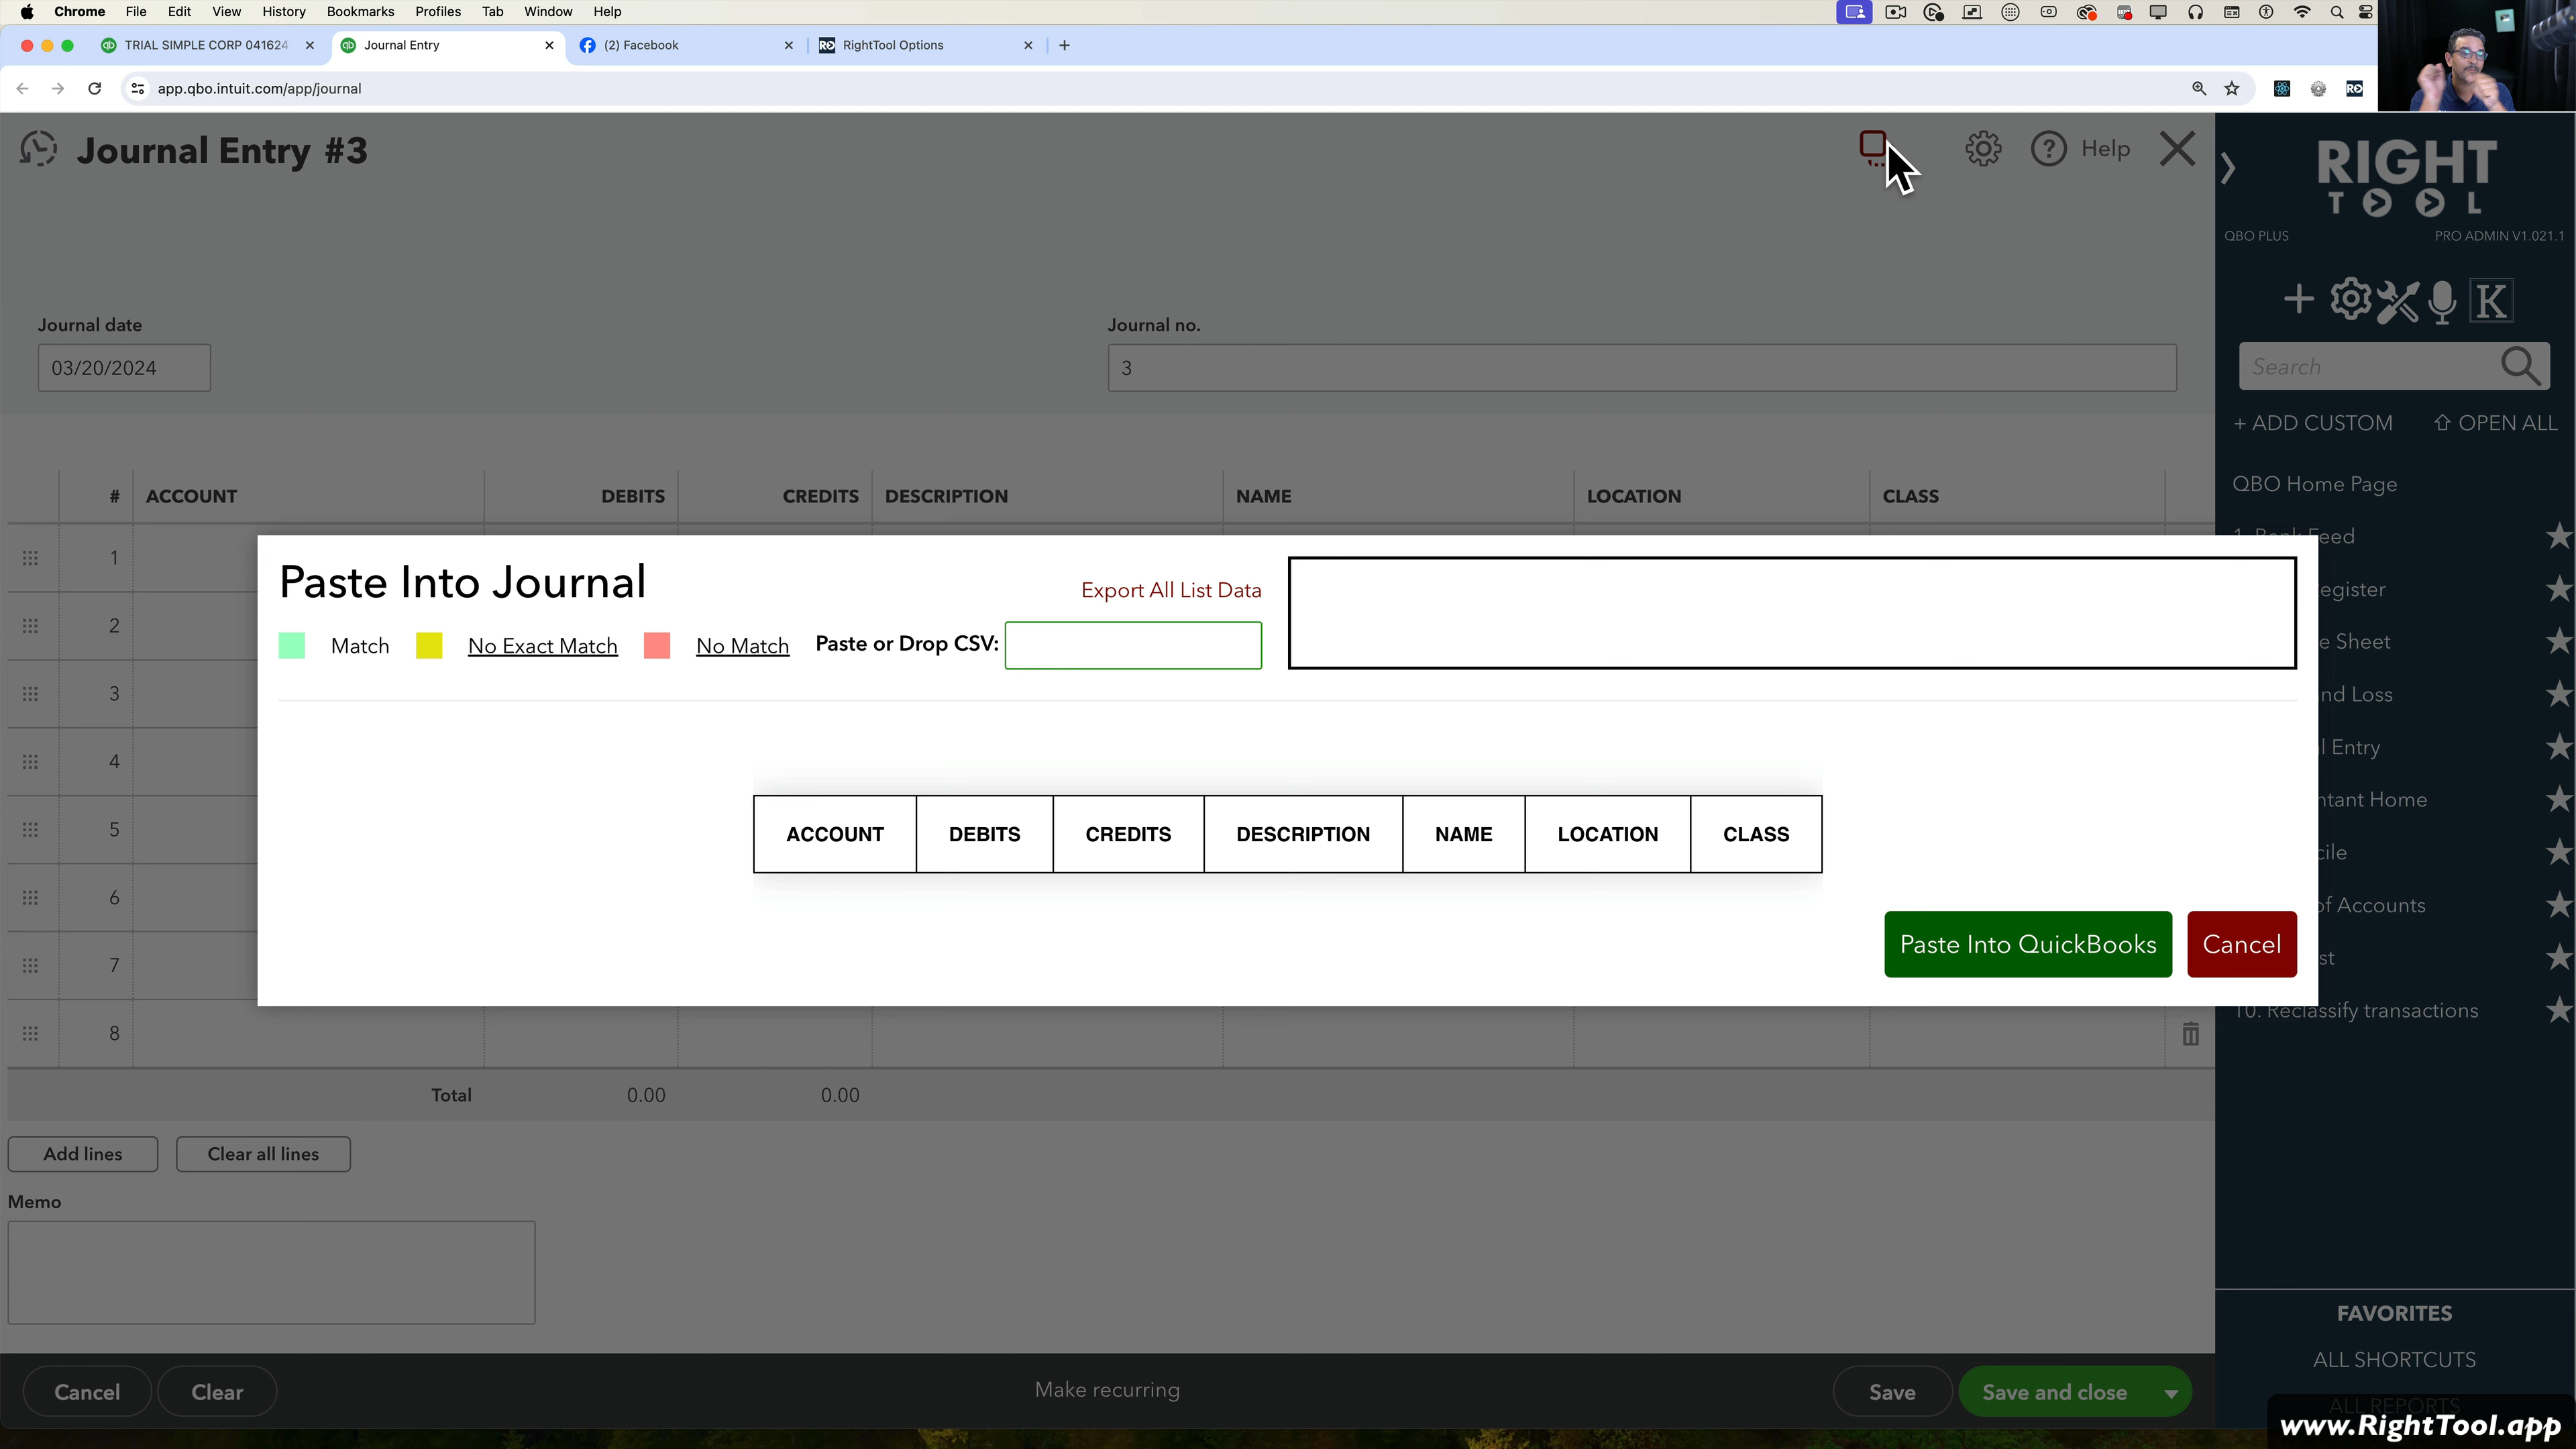 Chrome File Edit View History Bookmarks Profiles Tab Window Help
TRIAL SIMPLE CORP 041624
Journal Entry
(2) Facebook
RightTool Options
app.qbo.intuit.com/app/journal
Journal Entry #3
Help
RIGHT
TOOL
QBO PLUS
PRO ADMIN V1.021.1
K
Search
+ ADD CUSTOM
OPEN ALL
Journal date
03/20/2024
Journal no.
3
# ACCOUNT DEBITS CREDITS DESCRIPTION NAME LOCATION CLASS
QBO Home Page
Feed
1
2
3
4
5
6
7
8
Paste Into Journal
Export All List Data
Match
No Exact Match
No Match
Paste or Drop CSV:
ACCOUNT DEBITS CREDITS DESCRIPTION NAME LOCATION CLASS
Paste Into QuickBooks
Cancel
egister
e Sheet
nd Loss
l Entry
ntant Home
cile
of Accounts
st
10. Reclassify transactions
Total 0.00 0.00
Add lines
Clear all lines
Memo
Cancel
Clear
Make recurring
Save
Save and close
FAVORITES
ALL SHORTCUTS
ALL REPORTS
www.RightTool.app